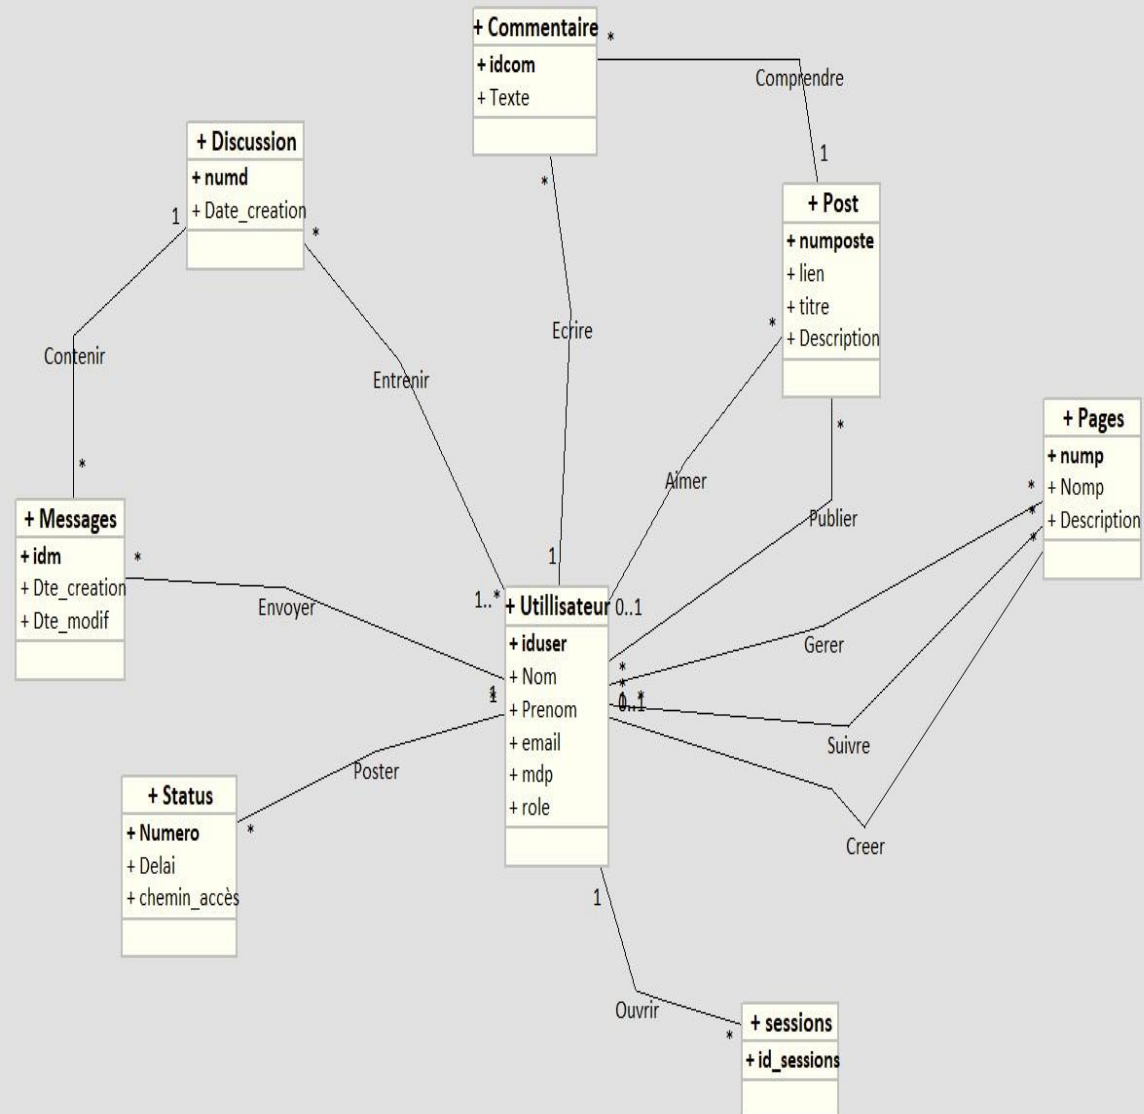 + Commentaire
*
+ idcom
+ Texte
Comprendre
*
1
+ Discussion
+ numd
+ Date_creation
1
*
Contenir
Entrenir
*
+ Post
+ numposte
+ lien
+ titre
+ Description
*
*
Ecrire
Aimer
Publier
1
+ Pages
+ nump
+ Nomp
+ Description
*
*
*
+ Messages
+ idm
+ Dte_creation
+ Dte_modif
*
Envoyer
1..*
+ Utillisateur
0..1
+ iduser
+ Nom
+ Prenom
+ email
+ mdp
+ role
*
*
Gerer
Suivre
Creer
Poster
+ Status
+ Numero
+ Delai
+ chemin_accès
*
1
Ouvrir
*
+ sessions
+ id_sessions